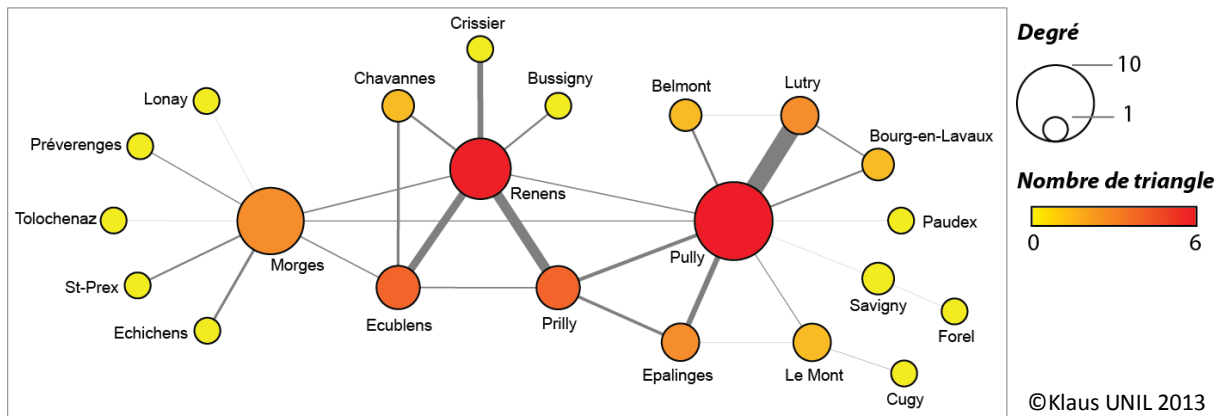 Crissier
Chavannes
Bussigny
Lonay
Belmont
Lutry
Préverenges
Bourg-en-Lavaux
Renens
Tolochenaz
Paudex
Morges
Pully
St-Prex
Savigny
Echichens
Ecublens
Prilly
Forel
Epalinges
Le Mont
Cugy
Degré
10
1
Nombre de triangle
0 6
©Klaus UNIL 2013